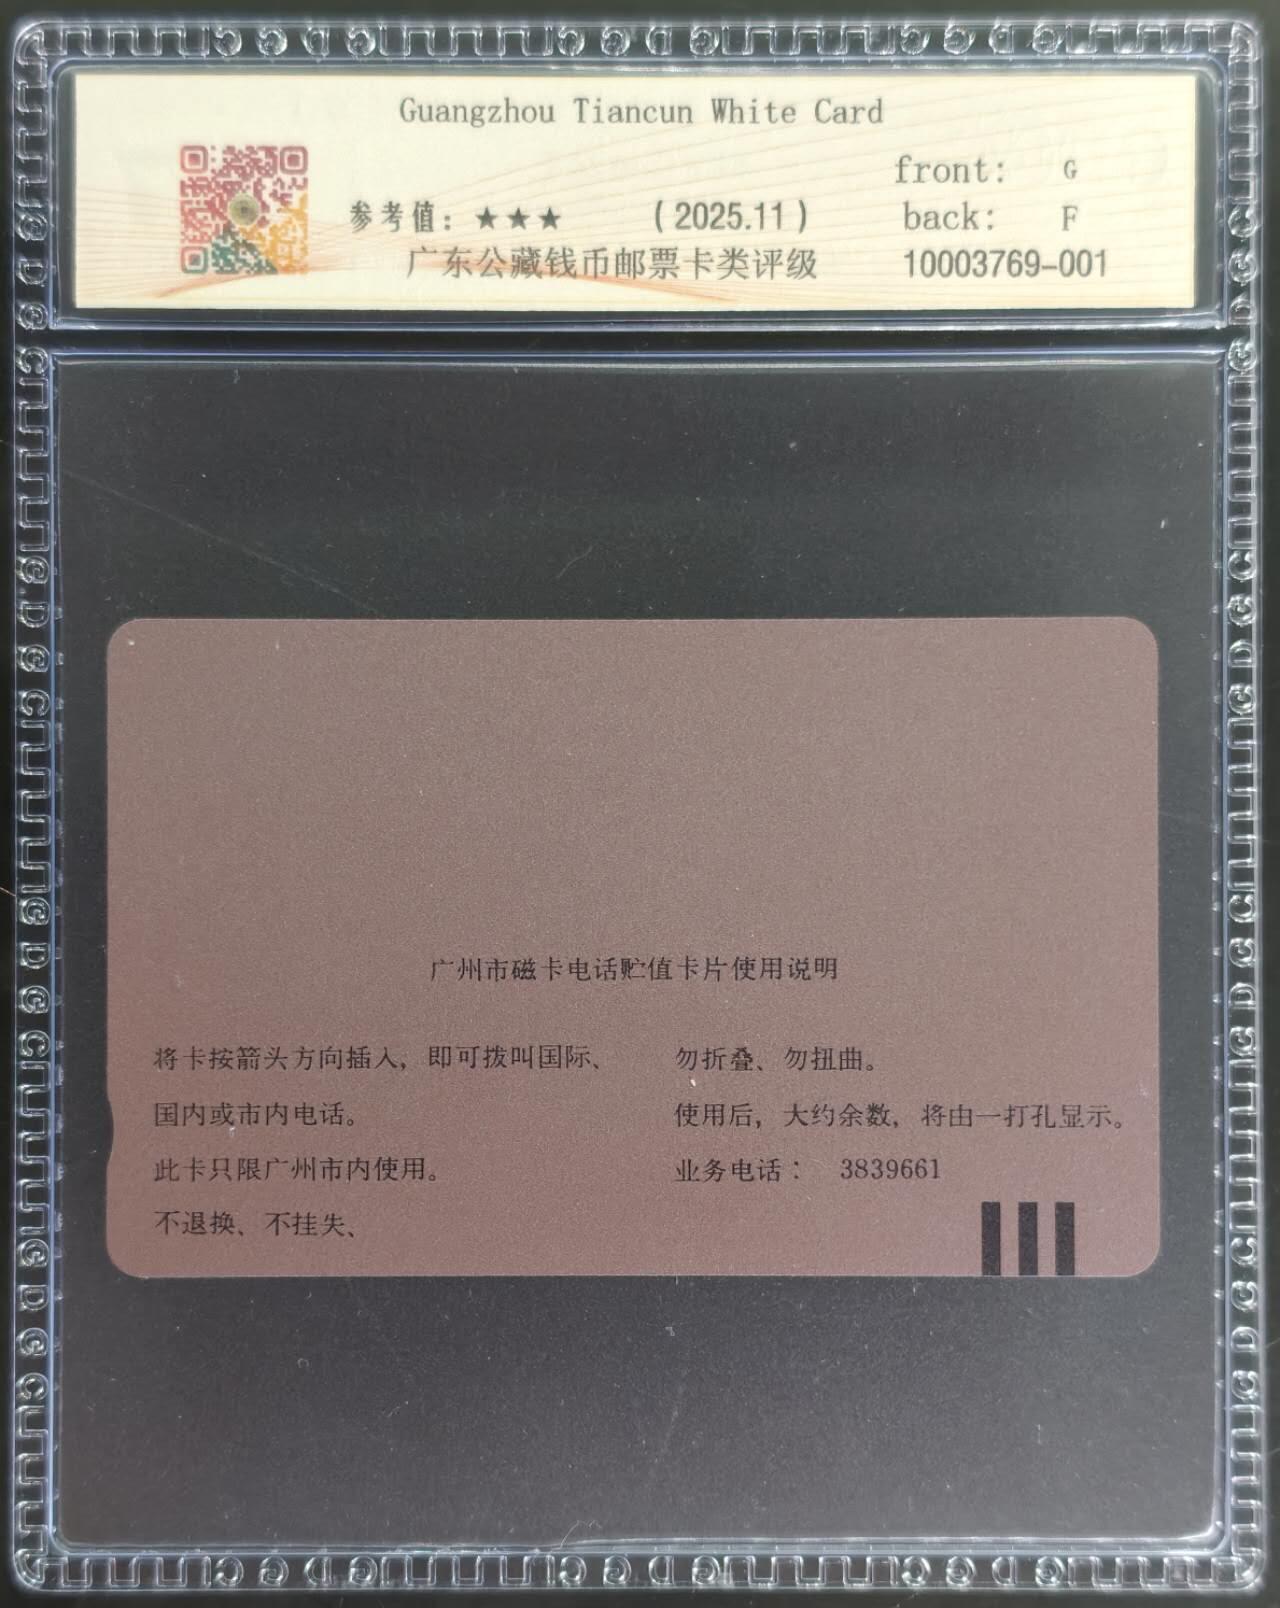 Guangzhou Tiancun White Card
front: G
参考值：★★★ （2025.11） back: F
广东公藏钱币邮票卡类评级 10003769-001
广州市磁卡电话贮值卡片使用说明
将卡按箭头方向插入，即可拨叫国际、
国内或市内电话。
此卡只限广州市内使用。
不退换、不挂失、
勿折叠、勿扭曲。
使用后，大约余数，将由一打孔显示。
业务电话： 3839661